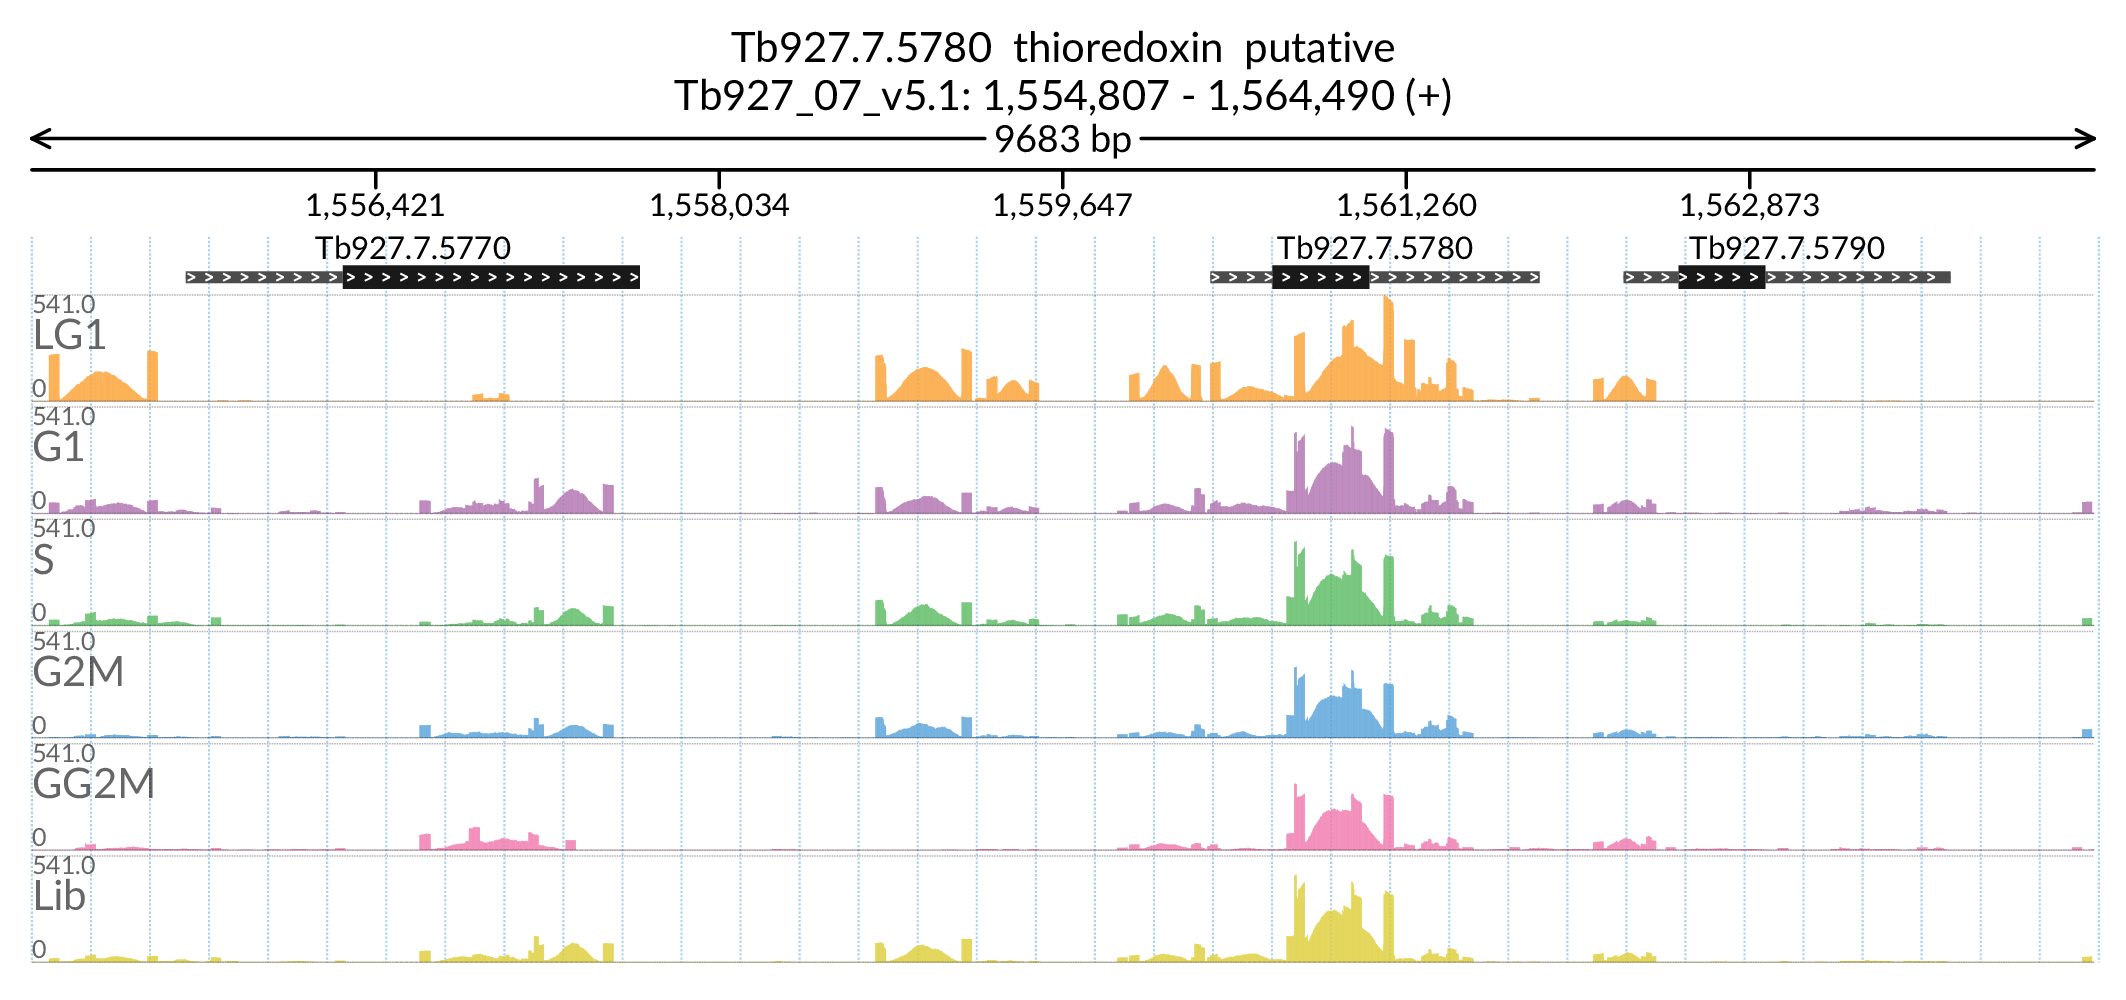 Tb927.7.5780 thioredoxin putative
Tb927_07_v5.1: 1,554,807 - 1,564,490 (+)
9683 bp
1,556,421 1,558,034 1,559,647 1,561,260 1,562,873
Tb927.7.5770 Tb927.7.5780 Tb927.7.5790
541.0
LG1
0
541.0
G1
0
541.0
S
0
541.0
G2M
0
541.0
GG2M
0
541.0
Lib
0